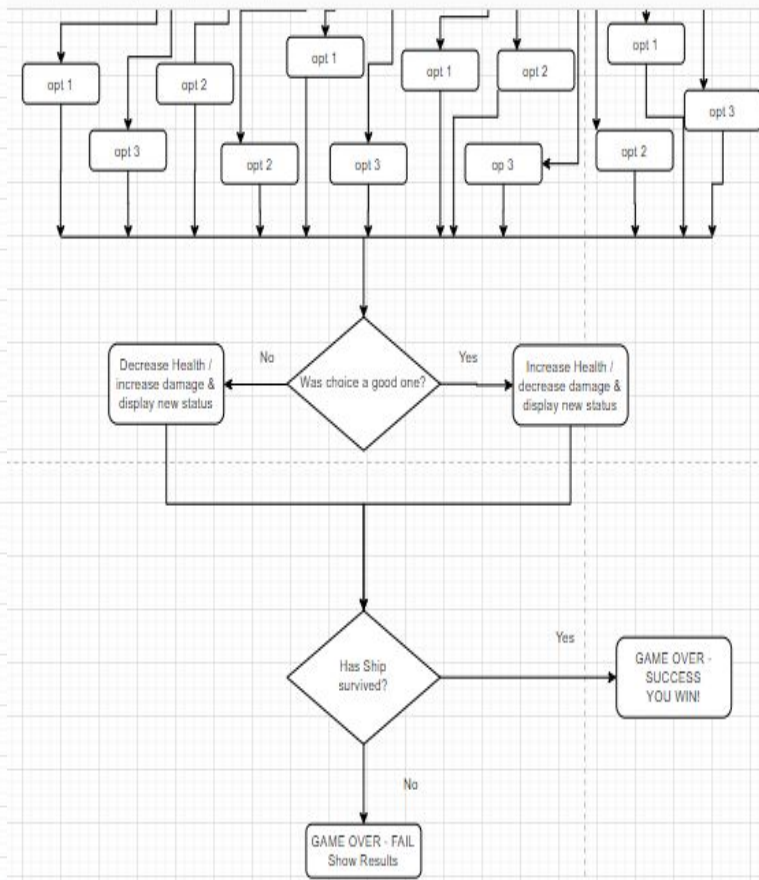 opt 1
opt 1
opt 1
opt 2
opt 1
opt 2
opt 3
opt 3
opt 2
opt 3
op 3
opt 2
No
Yes
Decrease Health /
increase damage &
display new status
Was choice a good one?
Increase Health /
decrease damage &
display new status
Has Ship
survived?
Yes
GAME OVER -
SUCCESS
YOU WIN!
No
GAME OVER - FAIL
Show Results